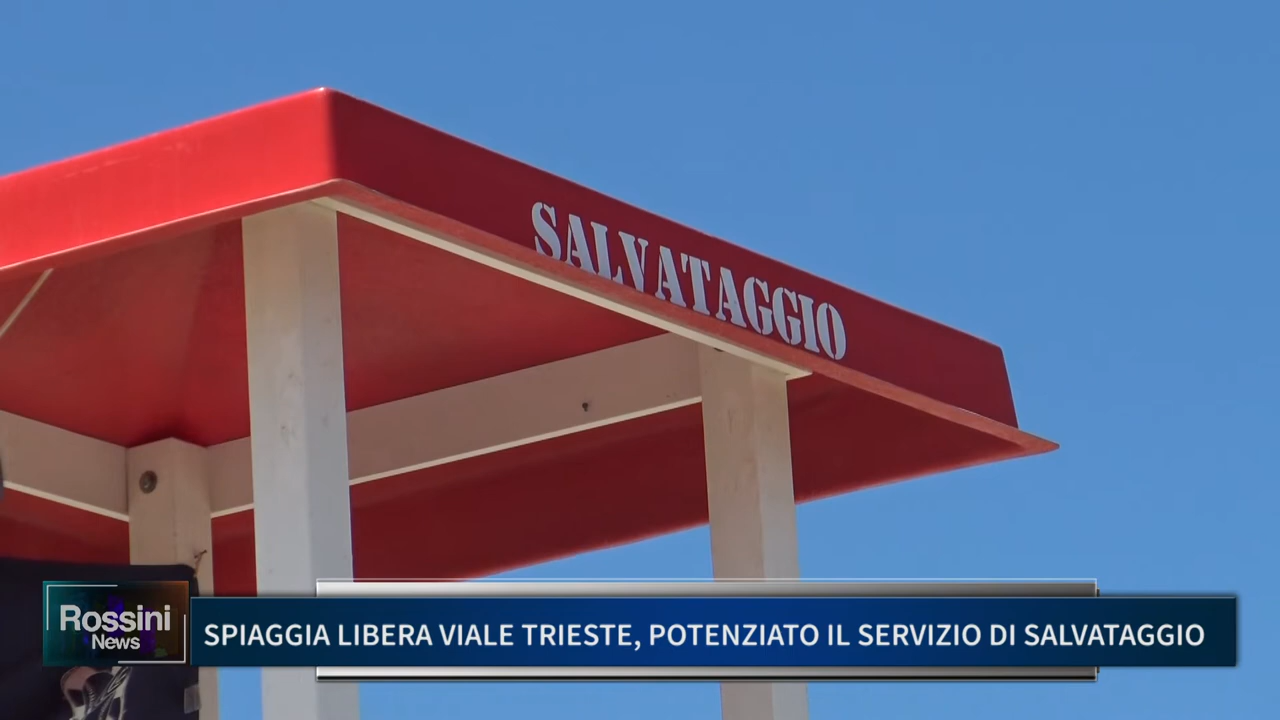 SALVATAGGIO
Rossini
News
SPIAGGIA LIBERA VIALE TRIESTE, POTENZIATO IL SERVIZIO DI SALVATAGGIO